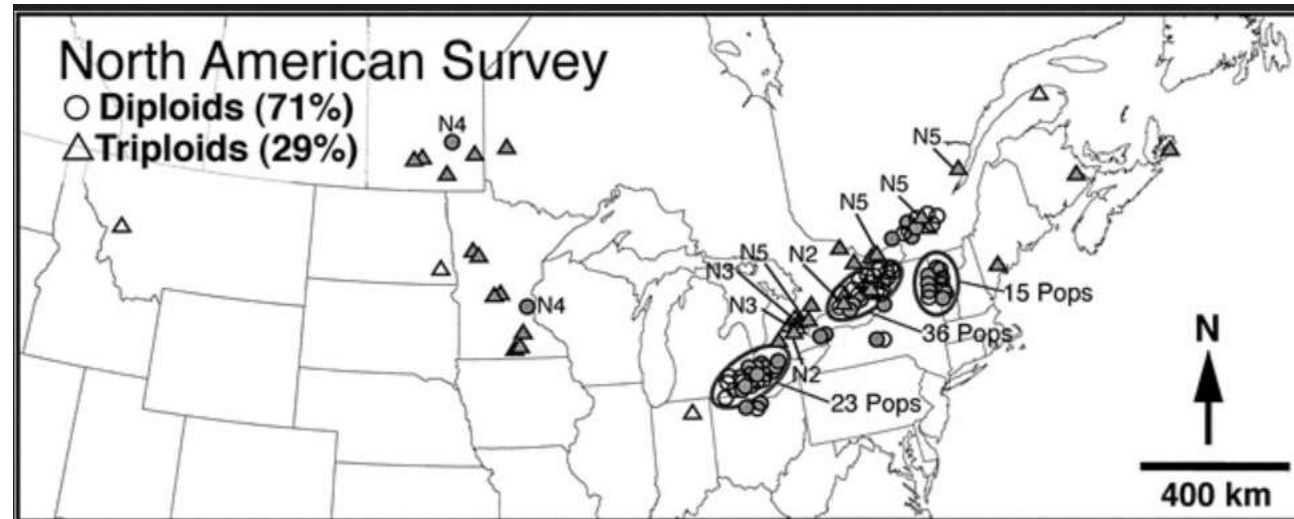 North American Survey
Diploids (71%)
Triploids (29%)
N4
N5
N5
N5
N2
N5
N3
N3
N4
15 Pops
36 Pops
N2
23 Pops
N
400 km